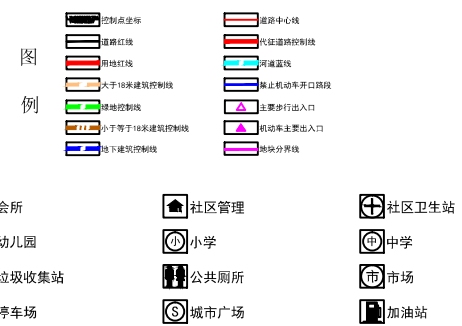 图例
控制点坐标 道路中心线
道路红线 代征道路控制线
用地红线 河道蓝线
大于18米建筑控制线 禁止机动车开口路段
绿地控制线 主要步行出入口
小于等于18米建筑控制线 机动车主要出入口
地下建筑控制线 地块分界线
会所 社区管理 社区卫生站
幼儿园 小 小学 中 中学
垃圾收集站 公共厕所 市 市场
停车场 S 城市广场 加油站